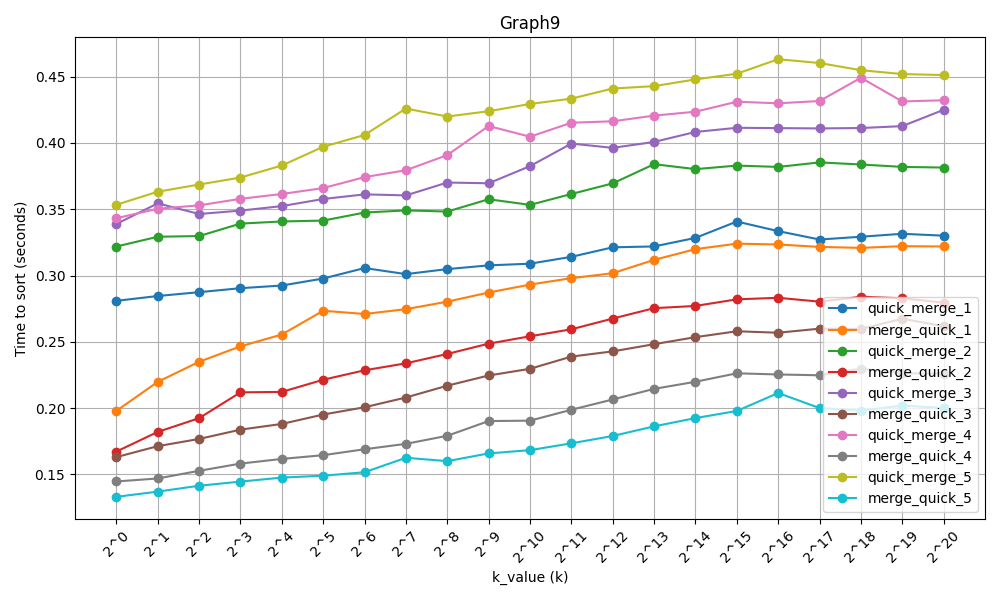 Graph9
Time to sort (seconds)
0.45
0.40
0.35
0.30
0.25
0.20
0.15
quick_merge_1
merge_quick_1
quick_merge_2
merge_quick_2
quick_merge_3
merge_quick_3
quick_merge_4
merge_quick_4
quick_merge_5
merge_quick_5
2^0 2^1 2^2 2^3 2^4 2^5 2^6 2^7 2^8 2^9 2^10 2^11 2^12 2^13 2^14 2^15 2^16 2^17 2^18 2^19 2^20
k_value (k)